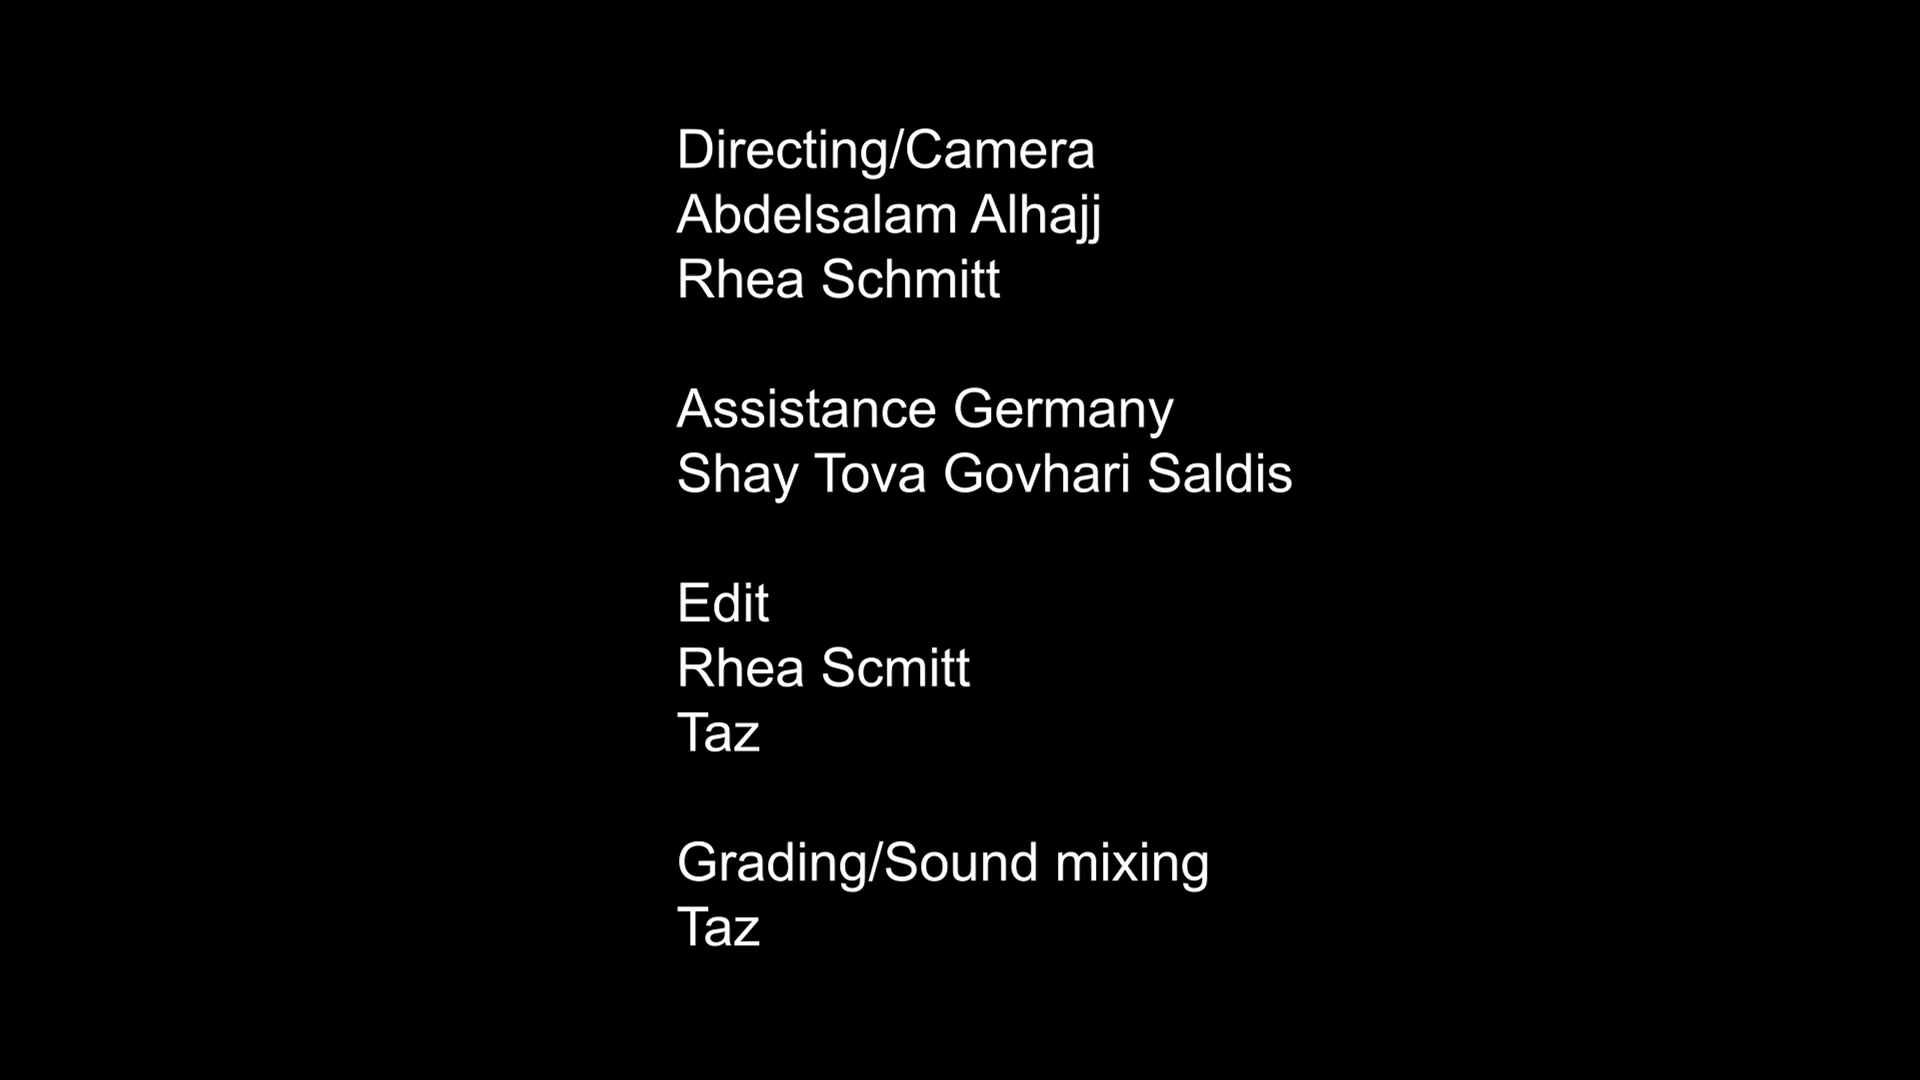 Directing/Camera
Abdelsalam Alhajj
Rhea Schmitt
Assistance Germany
Shay Tova Govhari Saldis
Edit
Rhea Scmitt
Taz
Grading/Sound mixing
Taz